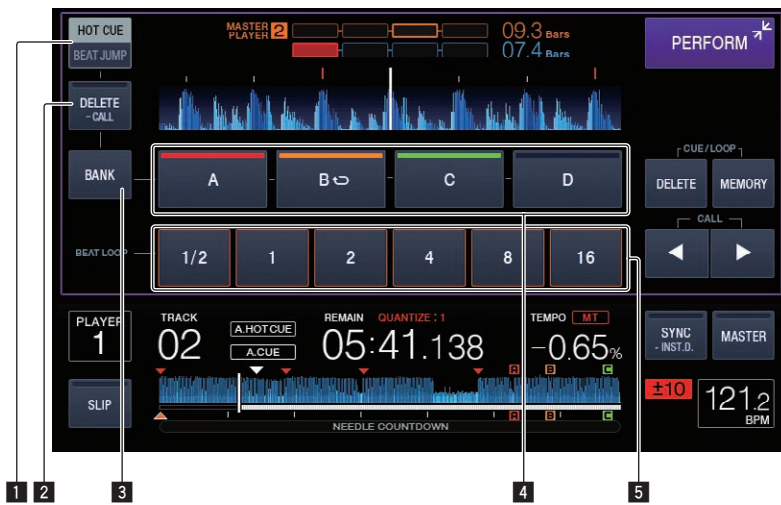 HOT CUE
BEAT JUMP
MASTER
PLAYER 2
09.3 Bars
07.4 Bars
PERFORM
DELETE
- CALL
BANK
A
B
C
D
CUE/LOOP
DELETE
MEMORY
CALL
BEAT LOOP
1/2
1
2
4
8
16
PLAYER
1
TRACK
02
A.HOT CUE
A.CUE
REMAIN
QUANTIZE : 1
05:41.138
TEMPO
MT
-0.65%
SYNC
- INST.D.
MASTER
A
B
C
SLIP
±10
121.2
BPM
A
B
C
NEEDLE COUNTDOWN
1
2
3
4
5